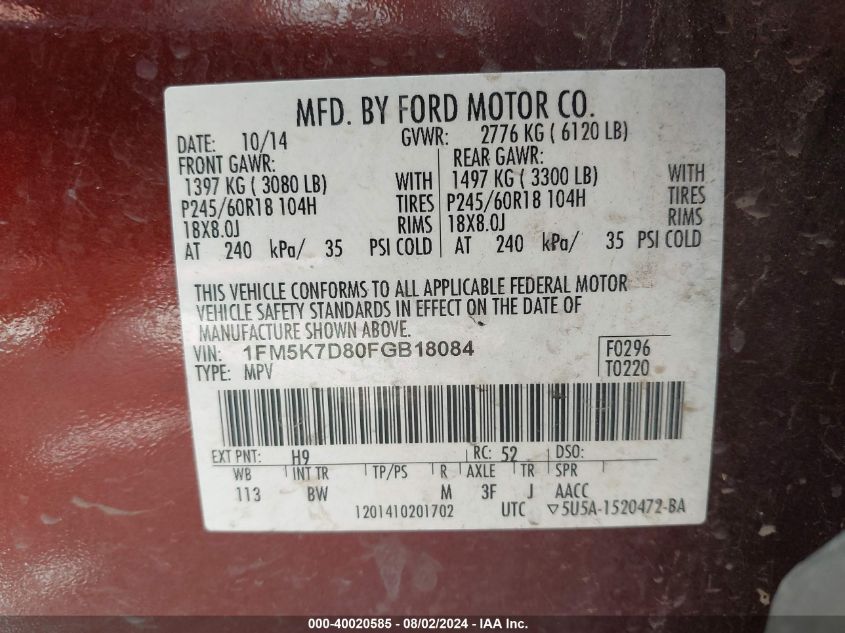 MFD. BY FORD MOTOR CO.
DATE: 10/14 GVWR: 2776 KG ( 6120 LB)
FRONT GAWR: REAR GAWR:
1397 KG ( 3080 LB) WITH 1497 KG ( 3300 LB) WITH
P245/60R18 104H TIRES P245/60R18 104H TIRES
18X8.0J RIMS 18X8.0J RIMS
AT 240 kPa/ 35 PSI COLD AT 240 kPa/ 35 PSI COLD
THIS VEHICLE CONFORMS TO ALL APPLICABLE FEDERAL MOTOR
VEHICLE SAFETY STANDARDS IN EFFECT ON THE DATE OF
MANUFACTURE SHOWN ABOVE.
VIN: 1FM5K7D80FGB18084 F0296
TYPE: MPV T0220
EXT PNT: H9 RC: 52 DSO:
WB INT TR TP/PS R AXLE TR SPR
113 BW M 3F J AACC
1201410201702 UTC ▽5U5A-1520472-BA
000-40020585 - 08/02/2024 - IAA Inc.